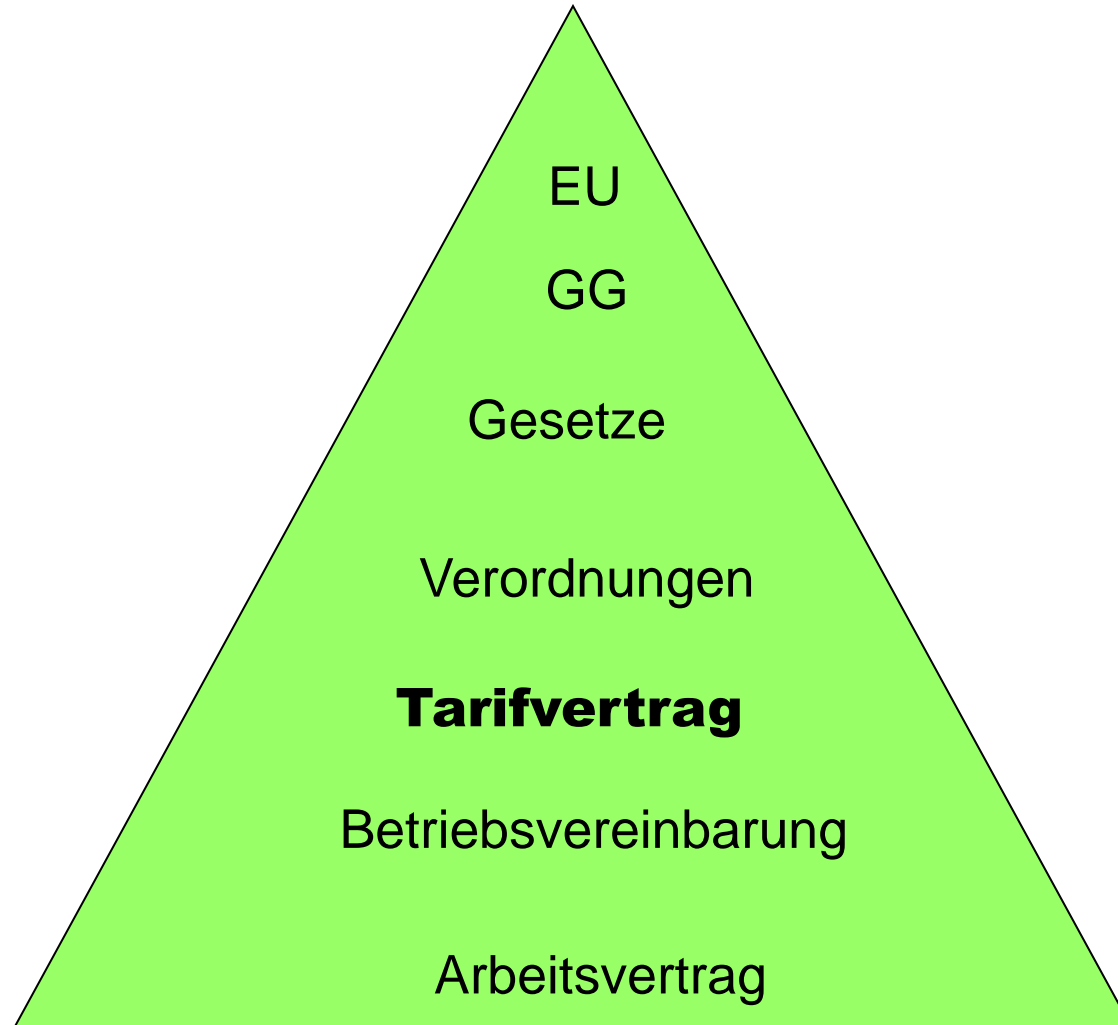 EU
GG
Gesetze
Verordnungen
Tarifvertrag
Betriebsvereinbarung
Arbeitsvertrag